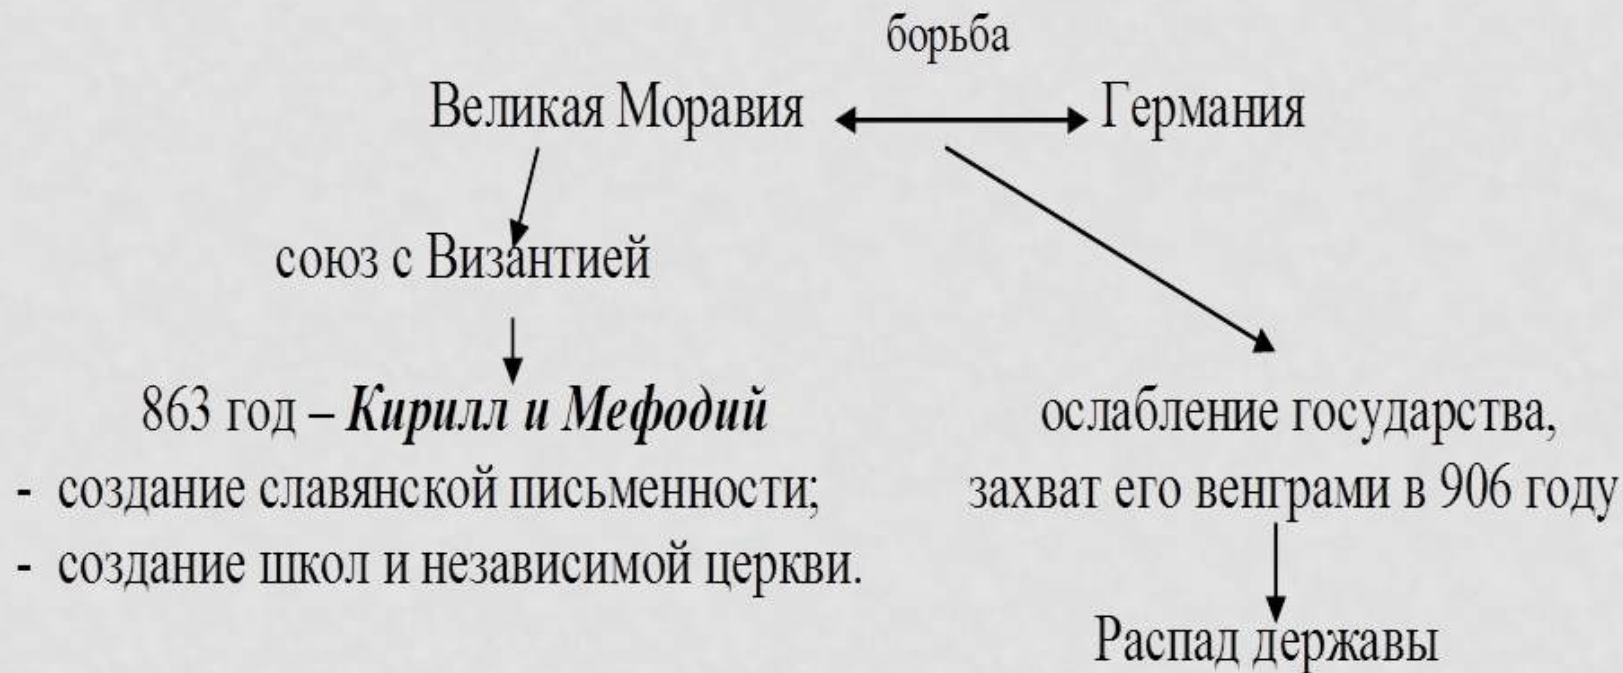 борьба
Великая Моравия Германия
союз с Византией
863 год – Кирилл и Мефодий
- создание славянской письменности;
- создание школ и независимой церкви.
ослабление государства,
захват его венграми в 906 году
Распад державы